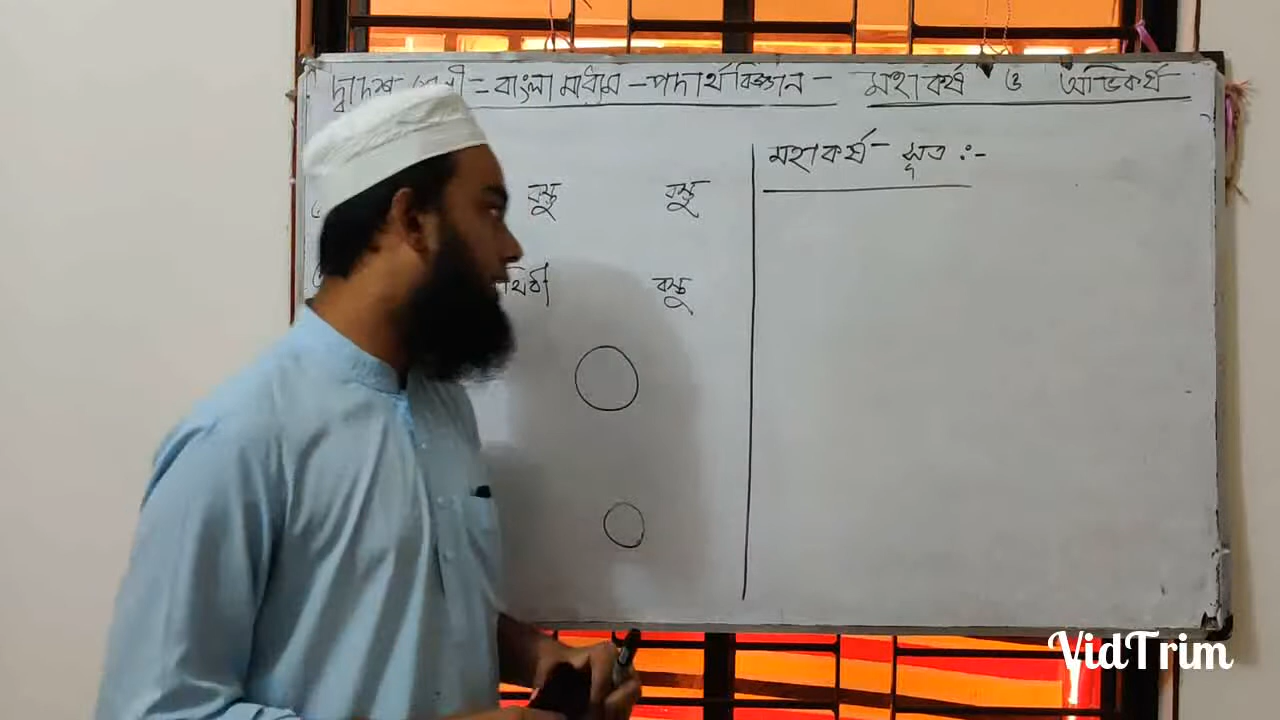 দ্বাদশ শ্রেণী = বাংলা মাধ্যম - পদার্থবিজ্ঞান - মহাকর্ষ ও অভিকর্ষ
মহাকর্ষ সূত্র :-
বস্তু বস্তু
বস্তু
VidTrim